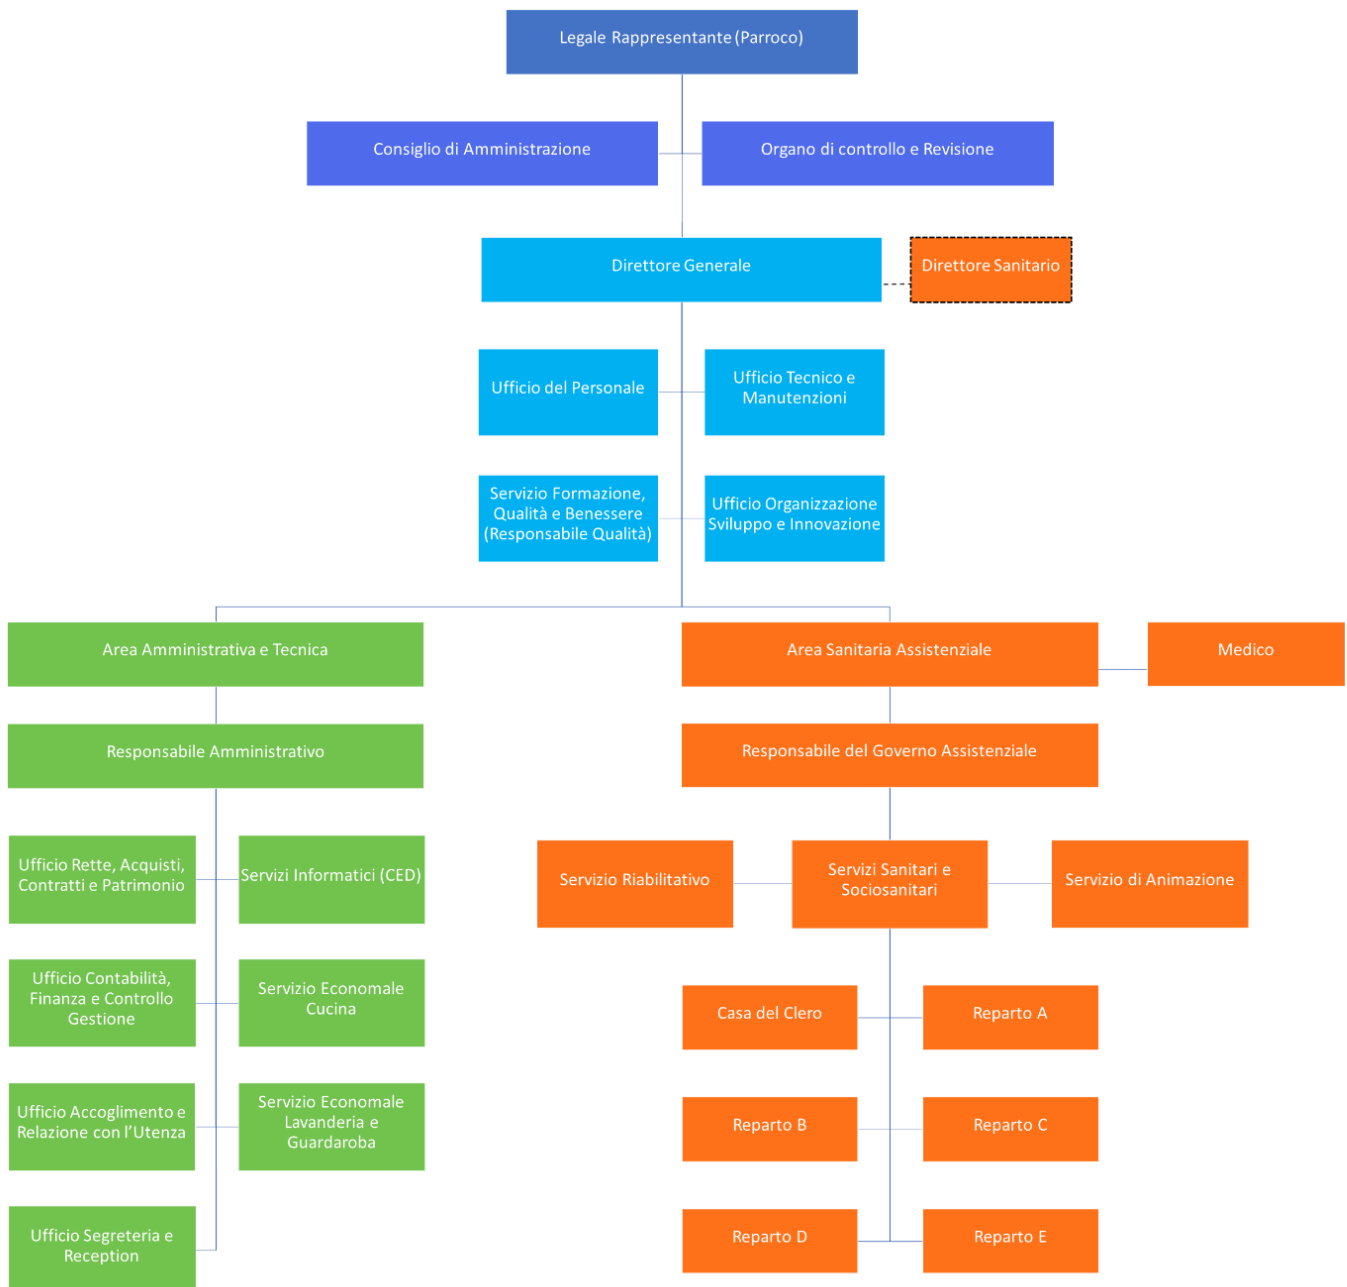 Legale Rappresentante (Parroco)
Consiglio di Amministrazione
Organo di controllo e Revisione
Direttore Generale
Direttore Sanitario
Ufficio del Personale
Ufficio Tecnico e
Manutenzioni
Servizio Formazione,
Qualità e Benessere
(Responsabile Qualità)
Ufficio Organizzazione
Sviluppo e Innovazione
Area Amministrativa e Tecnica
Area Sanitaria Assistenziale
Medico
Responsabile Amministrativo
Responsabile del Governo Assistenziale
Ufficio Rette, Acquisti,
Contratti e Patrimonio
Servizi Informatici (CED)
Servizio Riabilitativo
Servizi Sanitari e
Sociosanitari
Servizio di Animazione
Ufficio Contabilità,
Finanza e Controllo
Gestione
Servizio Economale
Cucina
Casa del Clero
Reparto A
Ufficio Accoglimento e
Relazione con l'Utenza
Servizio Economale
Lavanderia e
Guardaroba
Reparto B
Reparto C
Ufficio Segreteria e
Reception
Reparto D
Reparto E